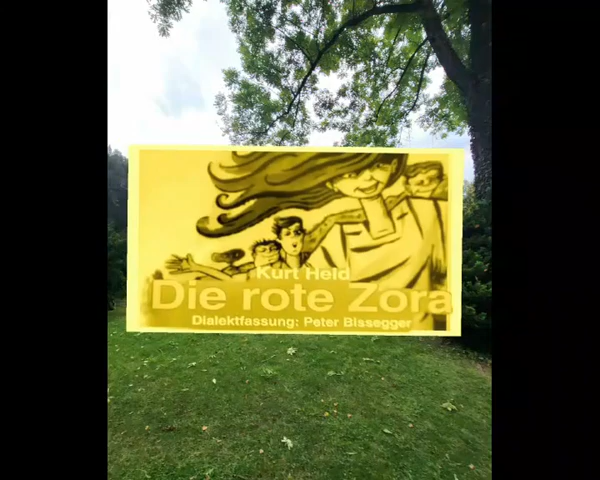 Kurt Held
Die rote Zora
Dialektfassung: Peter Bissegger